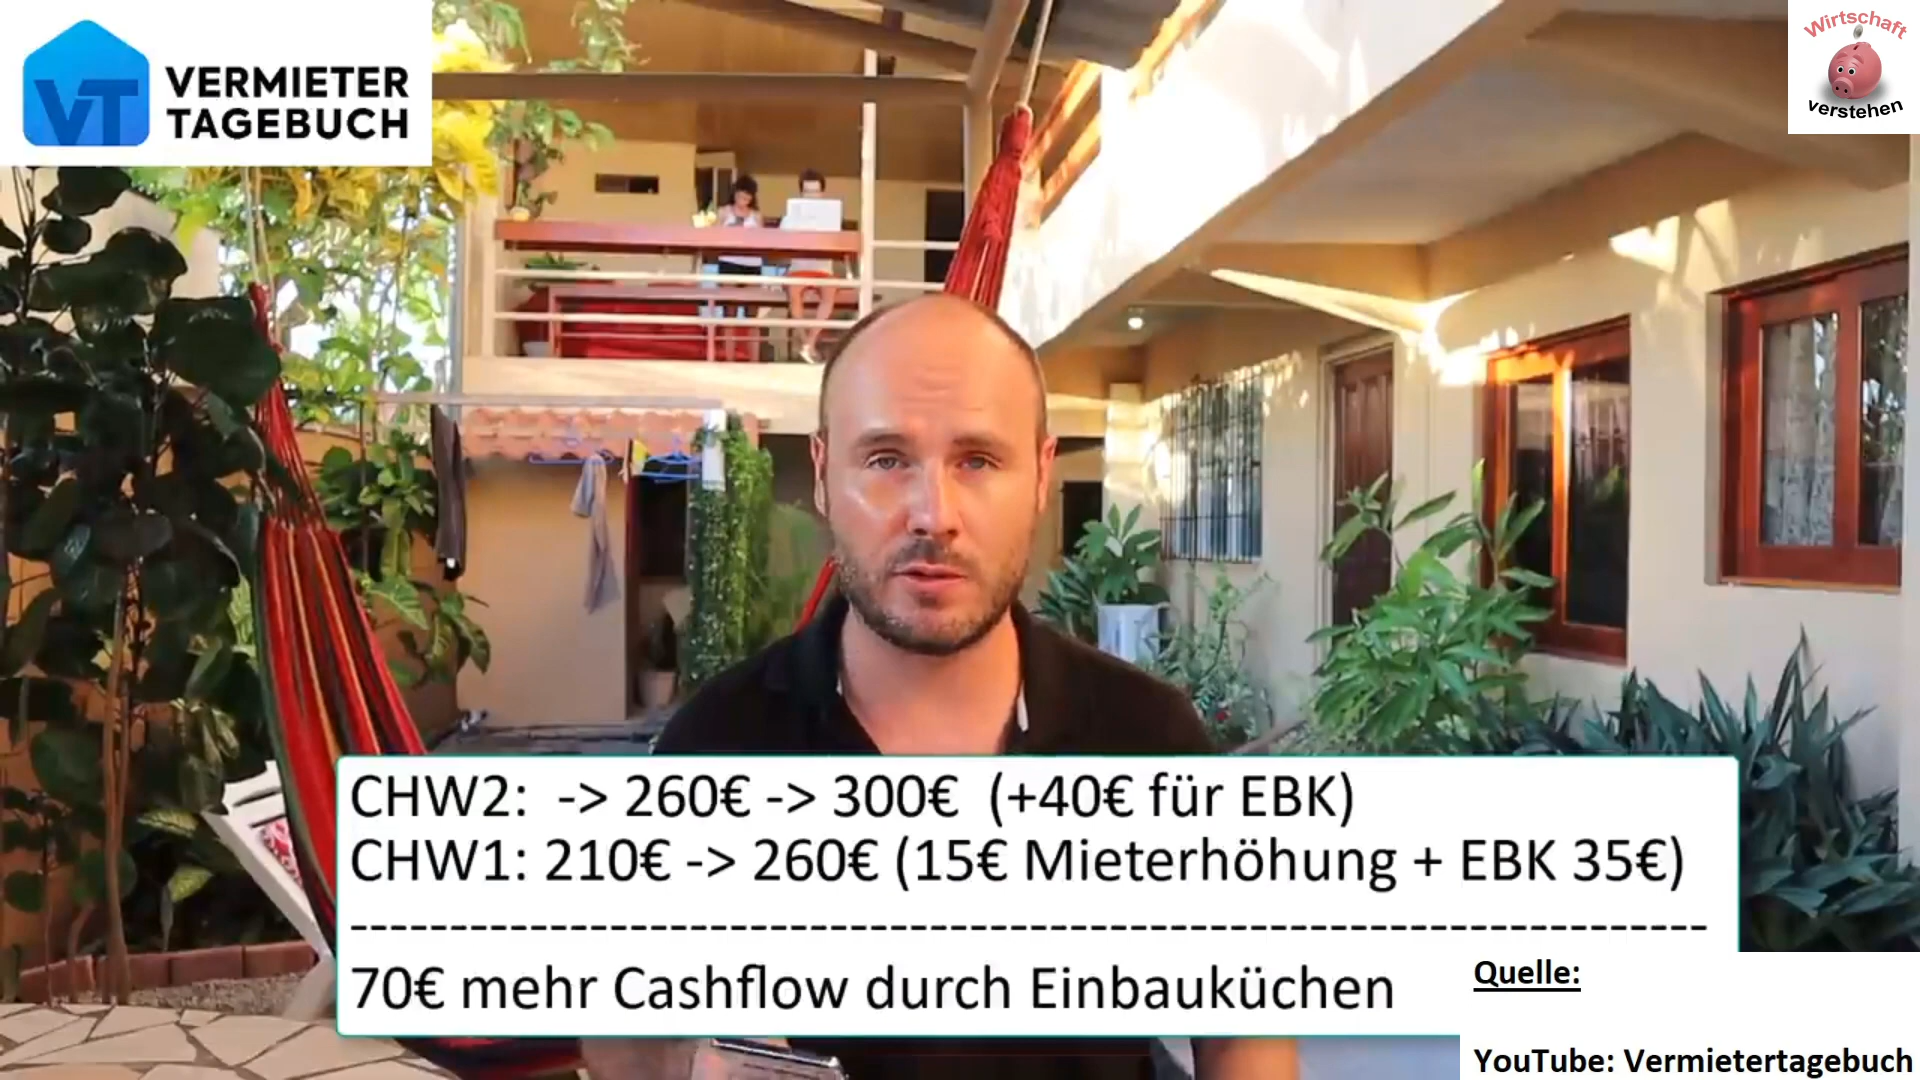 VT VERMIETER
TAGEBUCH
Wirtschaft
verstehen
CHW2:  -> 260€ -> 300€  (+40€ für EBK)
CHW1: 210€ -> 260€ (15€ Mieterhöhung + EBK 35€)
--------------------------------------------------------------------
70€ mehr Cashflow durch Einbauküchen
Quelle:
YouTube: Vermietertagebuch